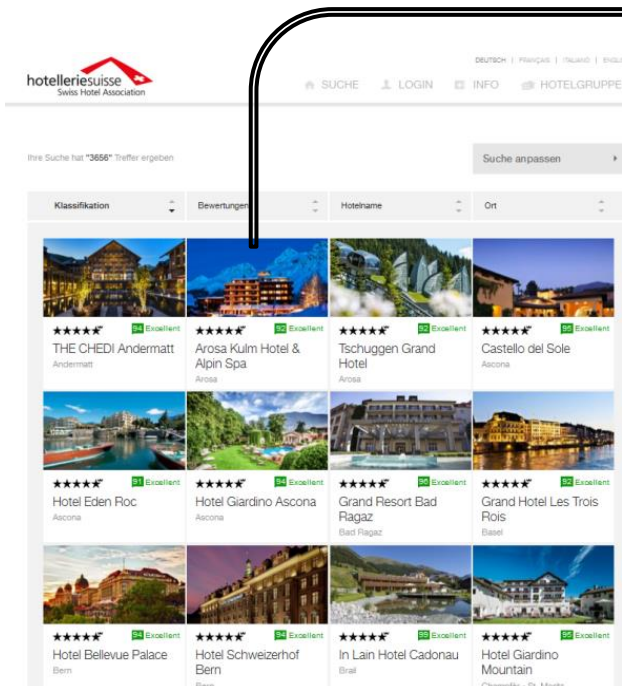 hotelleriesuisse
Swiss Hotel Association
DEUTSCH | FRANÇAIS | ITALIANO |
SUCHE LOGIN INFO HOTELGRUPPE
Ihre Suche hat "3656" Treffer ergeben
Suche anpassen
Klassifikation Bewertungen Hotelname Ort
94 Excellent 92 Excellent 92 Excellent 96 Excellent
THE CHEDI Andermatt
Andermatt
Arosa Kulm Hotel &
Alpin Spa
Arosa
Tschuggen Grand
Hotel
Arosa
Castello del Sole
Ascona
91 Excellent 94 Excellent 96 Excellent 92 Excellent
Hotel Eden Roc
Ascona
Hotel Giardino Ascona
Ascona
Grand Resort Bad
Ragaz
Bad Ragaz
Grand Hotel Les Trois
Rois
Basel
94 Excellent 94 Excellent 99 Excellent 95 Excellent
Hotel Bellevue Palace
Bern
Hotel Schweizerhof
Bern
Bern
In Lain Hotel Cadonau
Brail
Hotel Giardino
Mountain